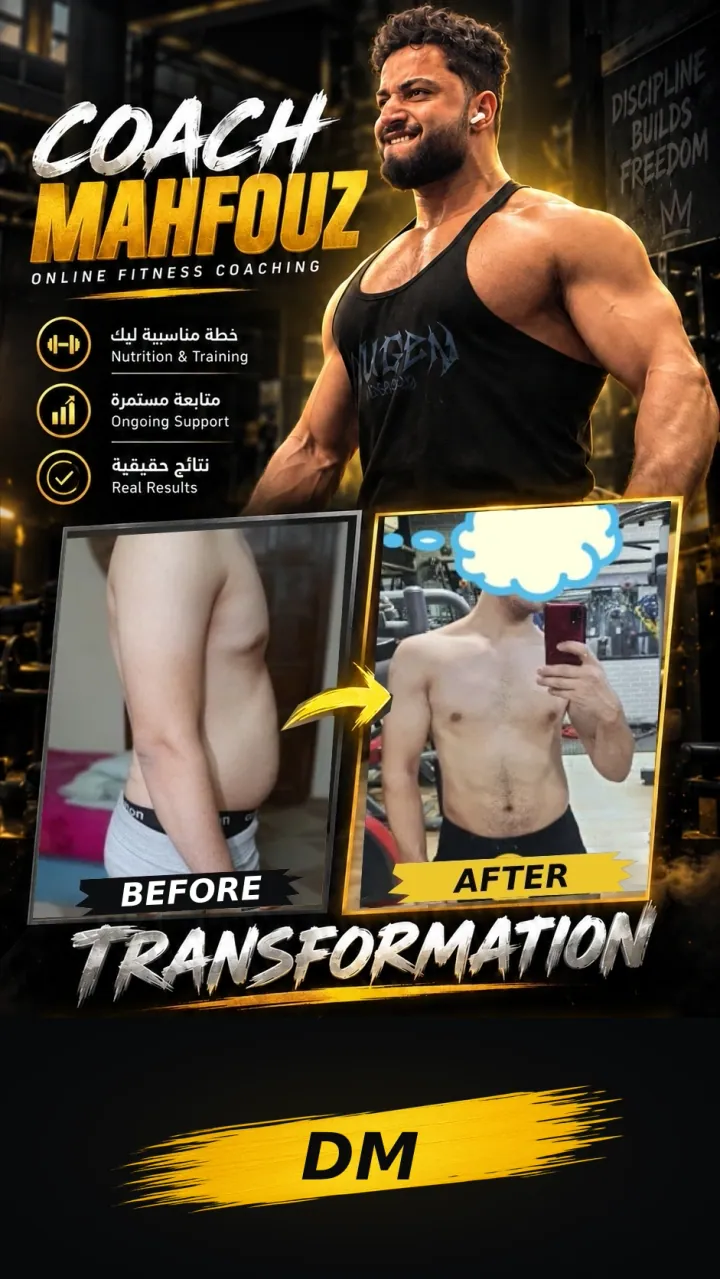 COACH
MAHFOUZ
ONLINE FITNESS COACHING
DISCIPLINE
BUILDS
FREEDOM
خطة مناسبية ليك
Nutrition & Training
متابعة مستمرة
Ongoing Support
نتائج حقيقية
Real Results
BEFORE
AFTER
TRANSFORMATION
DM